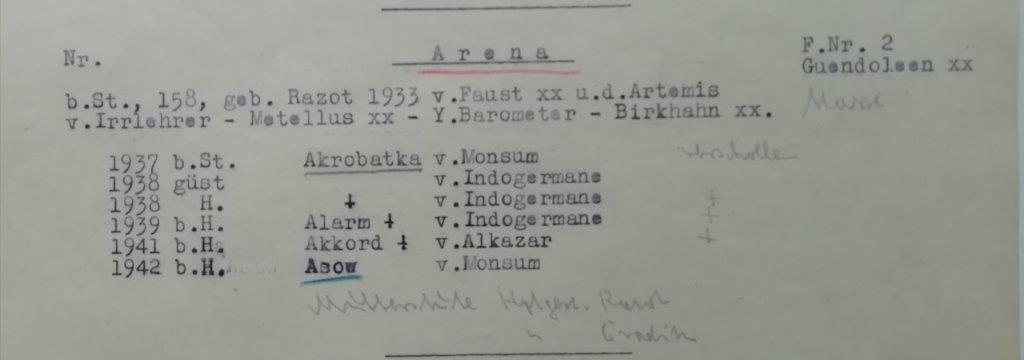 Nr.
A r e n a
F.Nr. 2
Guendoleen xx
b.St., 158, geb. Razot 1933 v.Faust xx u.d.Artemis
v.Irrlehrer - Metellus xx - Y.Barometer - Birkhahn xx.
1937 b.St. Akrobatka v.Monsum
1938 güst v.Indogermane
1938 H. ✝ v.Indogermane +
1939 b.H. Alarm ✝ v.Indogermane +
1941 b.H. Akkord ✝ v.Alkazar +
1942 b.H. Asow v.Monsum